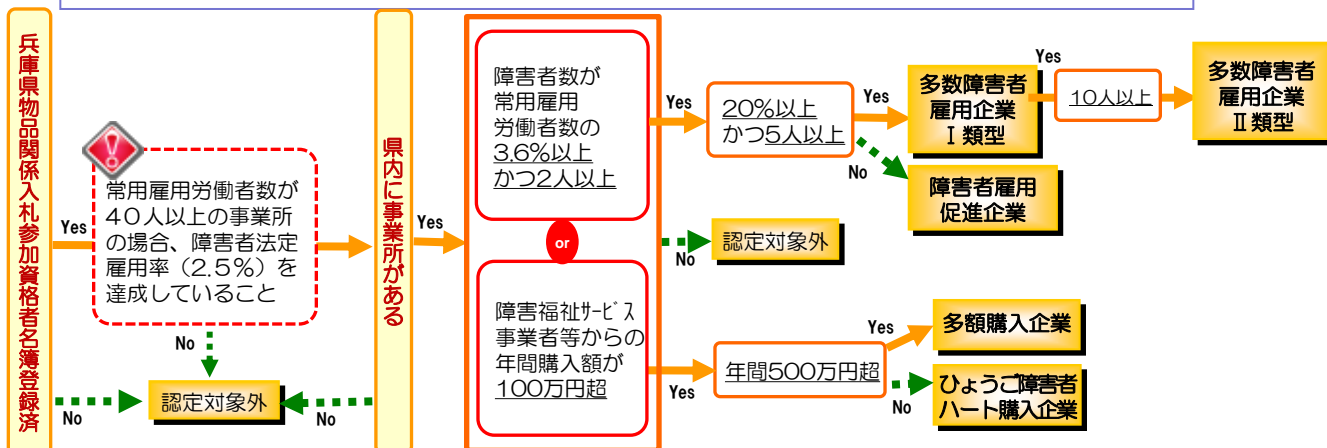 兵庫県物品関係入札参加資格者名簿登録済
Yes
No
常用雇用労働者数が
40人以上の事業所
の場合、障害者法定
雇用率（2.5%）を
達成していること
No
認定対象外
県内に事業所がある
No
Yes
障害者数が
常用雇用
労働者数の
3.6%以上
かつ2人以上
or
障害福祉ｻｰﾋﾞｽ
事業者等からの
年間購入額が
100万円超
Yes
20%以上
かつ5人以上
Yes
多数障害者
雇用企業
Ⅰ類型
Yes
10人以上
多数障害者
雇用企業
Ⅱ類型
No
障害者雇用
促進企業
No
認定対象外
Yes
年間500万円超
Yes
多額購入企業
No
ひょうご障害者
ハート購入企業